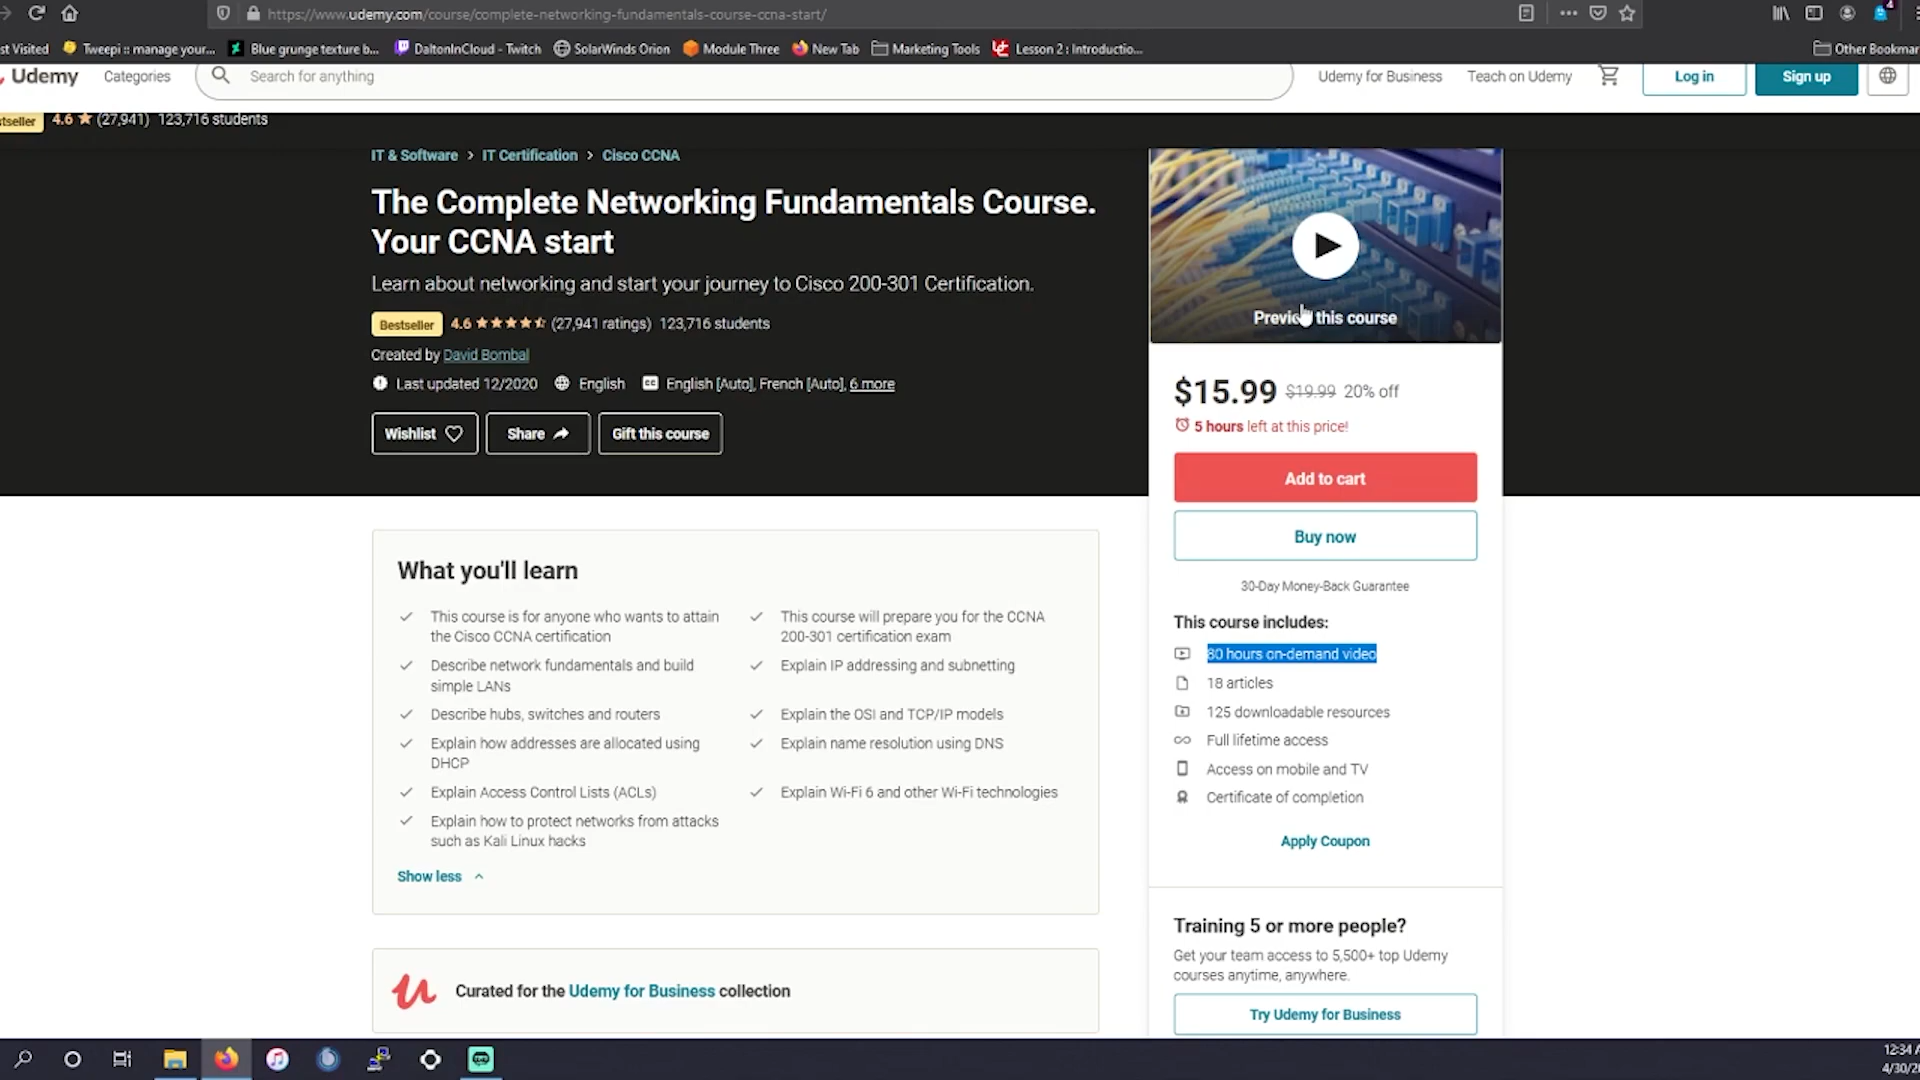 https://www.udemy.com/course/complete-networking-fundamentals-course-ccna-start/
st Visited
Tweepi :: manage your...
Blue grunge texture b...
DaltonInCloud - Twitch
SolarWinds Orion
Module Three
New Tab
Marketing Tools
Lesson 2 : Introductio...
Other Bookmar
Udemy
Categories
Search for anything
Udemy for Business
Teach on Udemy
Log in
Sign up
tseller 4.6 (27,941) 123,716 students
IT & Software > IT Certification > Cisco CCNA
The Complete Networking Fundamentals Course.
Your CCNA start
Learn about networking and start your journey to Cisco 200-301 Certification.
Bestseller 4.6 (27,941 ratings) 123,716 students
Created by David Bombal
Last updated 12/2020 English English [Auto], French [Auto], 6 more
Wishlist
Share
Gift this course
Preview this course
$15.99 $19.99 20% off
5 hours left at this price!
Add to cart
Buy now
30-Day Money-Back Guarantee
This course includes:
80 hours on-demand video
18 articles
125 downloadable resources
Full lifetime access
Access on mobile and TV
Certificate of completion
Apply Coupon
Training 5 or more people?
Get your team access to 5,500+ top Udemy
courses anytime, anywhere.
Try Udemy for Business
What you'll learn
This course is for anyone who wants to attain
the Cisco CCNA certification
This course will prepare you for the CCNA
200-301 certification exam
Describe network fundamentals and build
simple LANs
Explain IP addressing and subnetting
Describe hubs, switches and routers
Explain the OSI and TCP/IP models
Explain how addresses are allocated using
DHCP
Explain name resolution using DNS
Explain Access Control Lists (ACLs)
Explain Wi-Fi 6 and other Wi-Fi technologies
Explain how to protect networks from attacks
such as Kali Linux hacks
Show less
Curated for the Udemy for Business collection
12:34 A
4/30/2